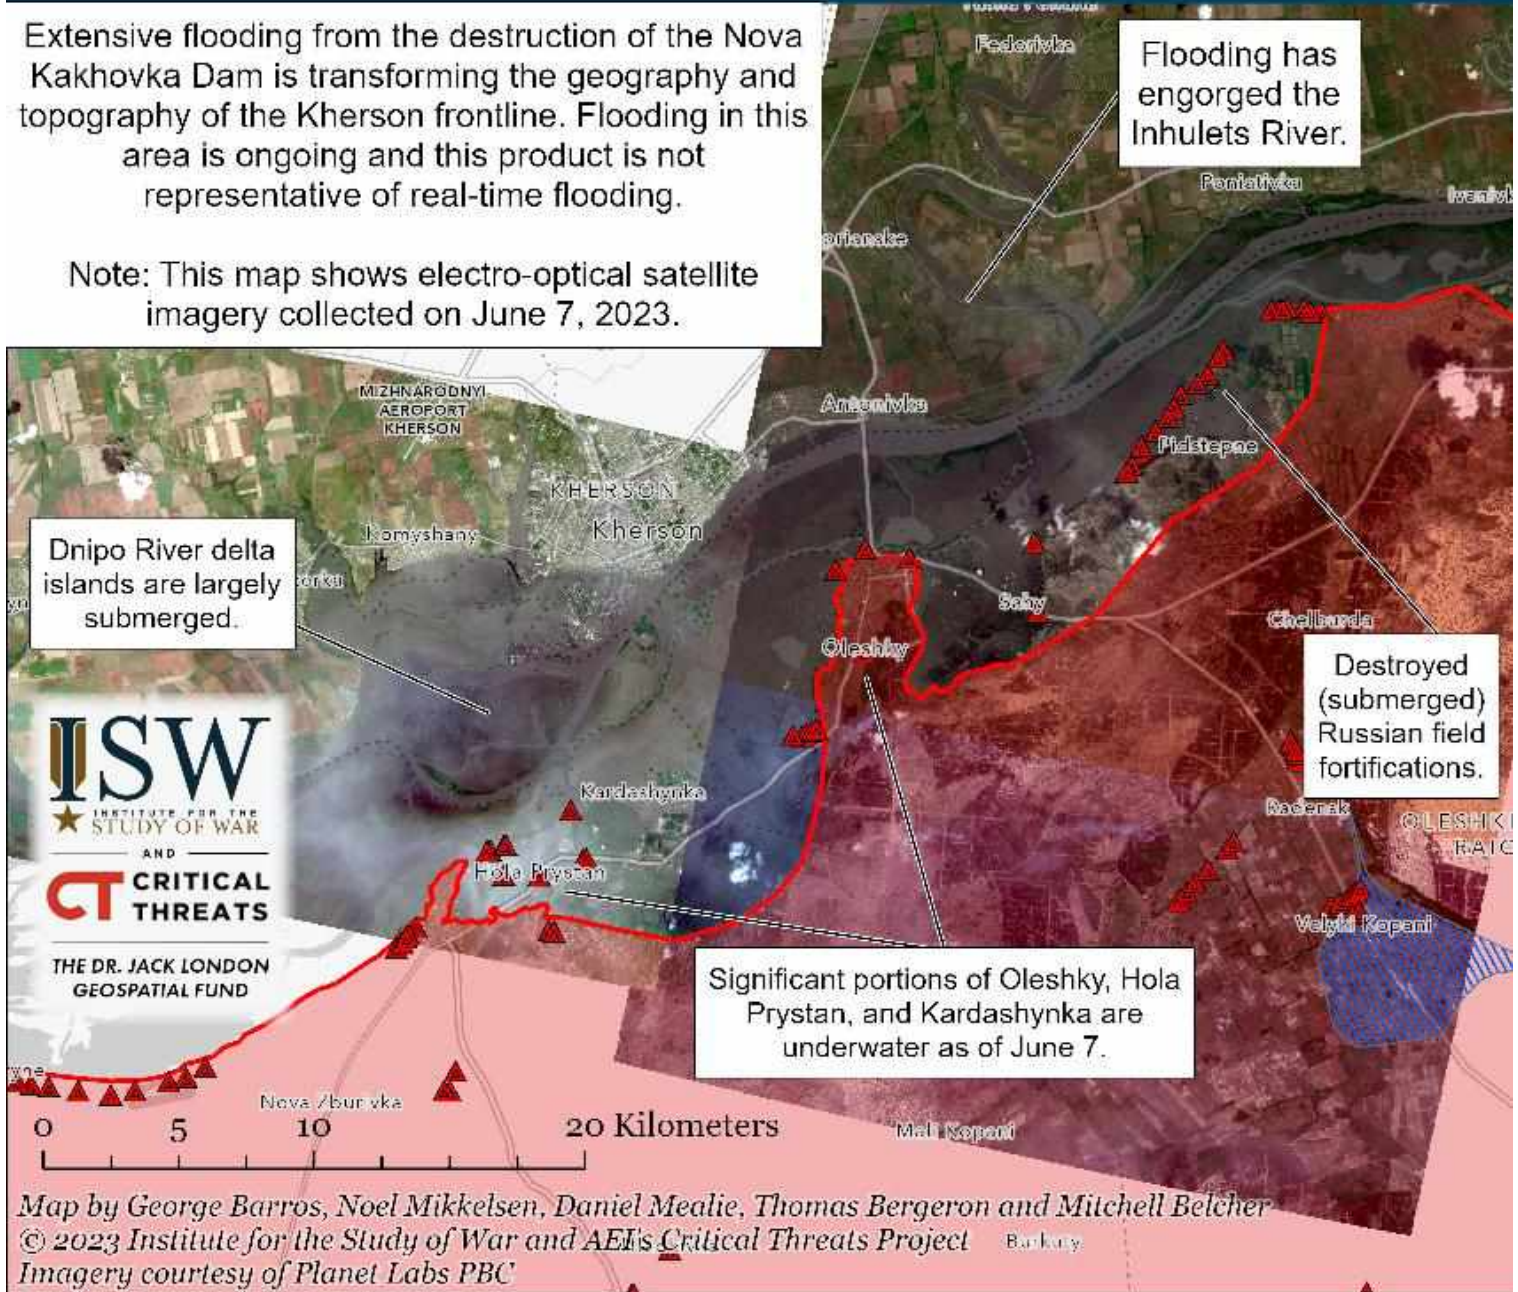 Extensive flooding from the destruction of the Nova
Kakhovka Dam is transforming the geography and
topography of the Kherson frontline. Flooding in this
area is ongoing and this product is not
representative of real-time flooding.
Note: This map shows electro-optical satellite
imagery collected on June 7, 2023.
Fedorivka
Flooding has
engorged the
Inhulets River.
Poniativka
MIZHNARODNYI
AEROPORT
KHERSON
Antonivka
Pidstepne
KHERSON
Kherson
Komyshany
Dnipo River delta
islands are largely
submerged.
Sahy
Chelburda
Oleshky
Destroyed
(submerged)
Russian field
fortifications.
ISW
INSTITUTE FOR THE
STUDY OF WAR
AND
CT CRITICAL
THREATS
THE DR. JACK LONDON
GEOSPATIAL FUND
Kardashynka
Radensk
Hola Prystan
Velyki Kopani
Significant portions of Oleshky, Hola
Prystan, and Kardashynka are
underwater as of June 7.
Nova Zburivka
0 5 10 20 Kilometers
Mali Kopani
Map by George Barros, Noel Mikkelsen, Daniel Mealie, Thomas Bergeron and Mitchell Belcher
© 2023 Institute for the Study of War and AEI's Critical Threats Project
Imagery courtesy of Planet Labs PBC